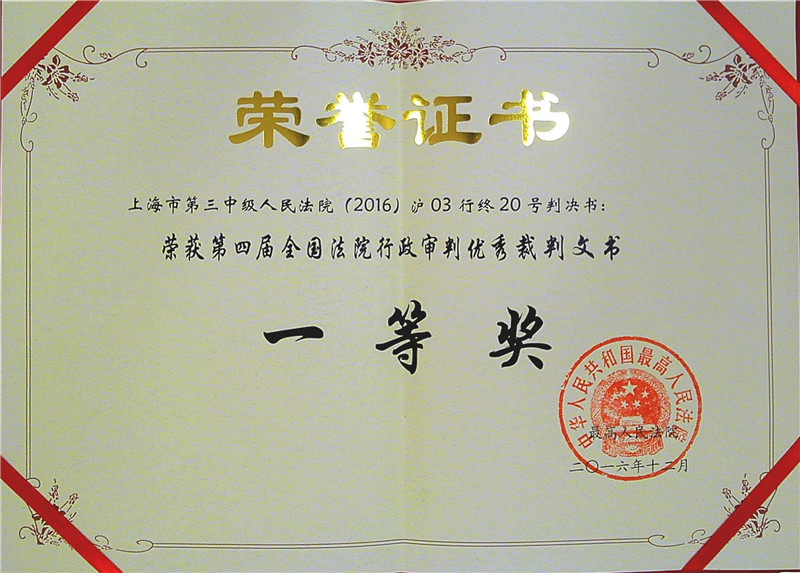 荣誉证书
上海市第三中级人民法院（2016）沪03行终20号判决书：
荣获第四届全国法院行政审判优秀裁判文书
一等奖
中华人民共和国最高人民法院
最高人民法院
二〇一六年十二月